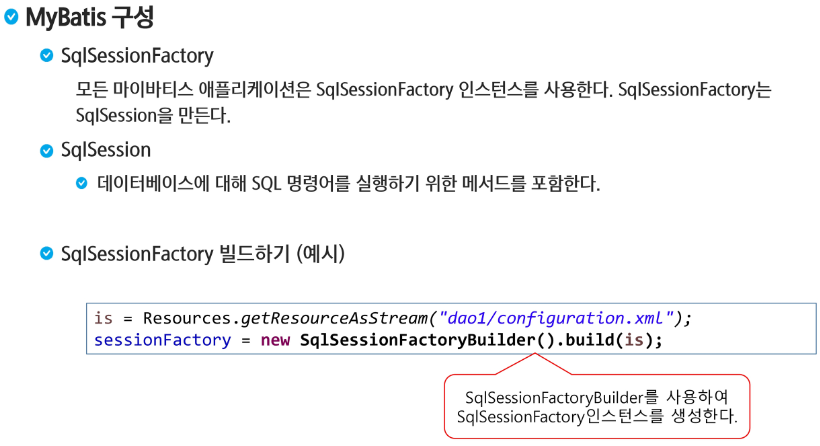 MyBatis 구성
SqlSessionFactory
모든 마이바티스 애플리케이션은 SqlSessionFactory 인스턴스를 사용한다. SqlSessionFactory는
SqlSession을 만든다.
SqlSession
데이터베이스에 대해 SQL 명령어를 실행하기 위한 메서드를 포함한다.
SqlSessionFactory 빌드하기 (예시)
is = Resources.getResourceAsStream("dao1/configuration.xml");
sessionFactory = new SqlSessionFactoryBuilder().build(is);
SqlSessionFactoryBuilder를 사용하여
SqlSessionFactory인스턴스를 생성한다.